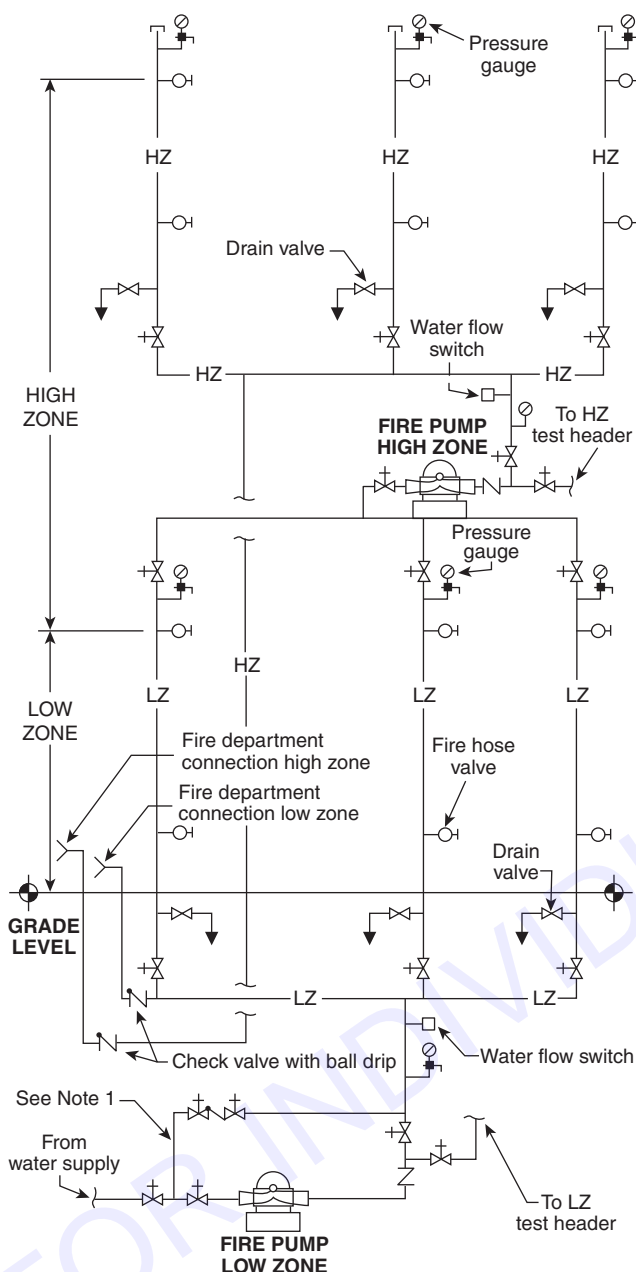 Pressure
gauge
HZ
HZ
HZ
Drain valve
Water flow
switch
HZ
HZ
HIGH
ZONE
FIRE PUMP
HIGH ZONE
To HZ
test header
Pressure
gauge
HZ
LZ
LZ
LZ
LOW
ZONE
Fire department
connection high zone
Fire hose
valve
Fire department
connection low zone
Drain
valve
GRADE
LEVEL
LZ
LZ
Check valve with ball drip
Water flow switch
See Note 1
From
water supply
To LZ
test header
FIRE PUMP
LOW ZONE
FOR INDIVID